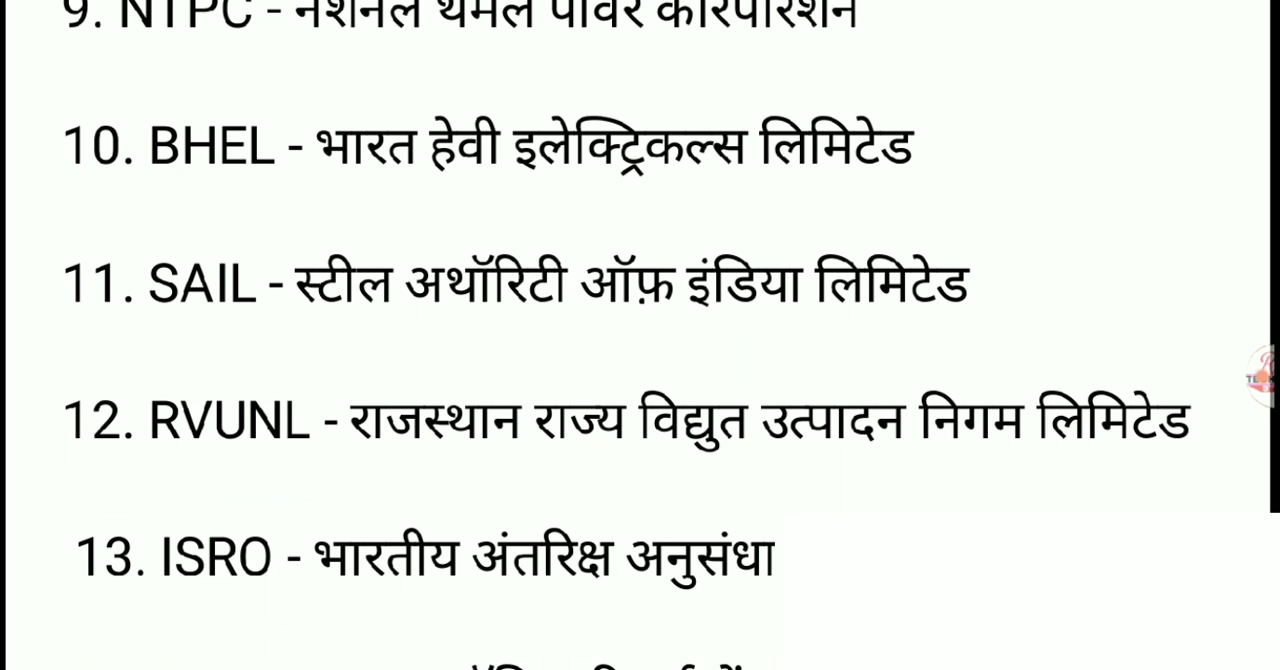 9. NTPC - नेशनल थर्मल पावर कॉरपोरेशन
10. BHEL - भारत हेवी इलेक्ट्रिकल्स लिमिटेड
11. SAIL - स्टील अथॉरिटी ऑफ़ इंडिया लिमिटेड
12. RVUNL - राजस्थान राज्य विद्युत उत्पादन निगम लिमिटेड
13. ISRO - भारतीय अंतरिक्ष अनुसंधा